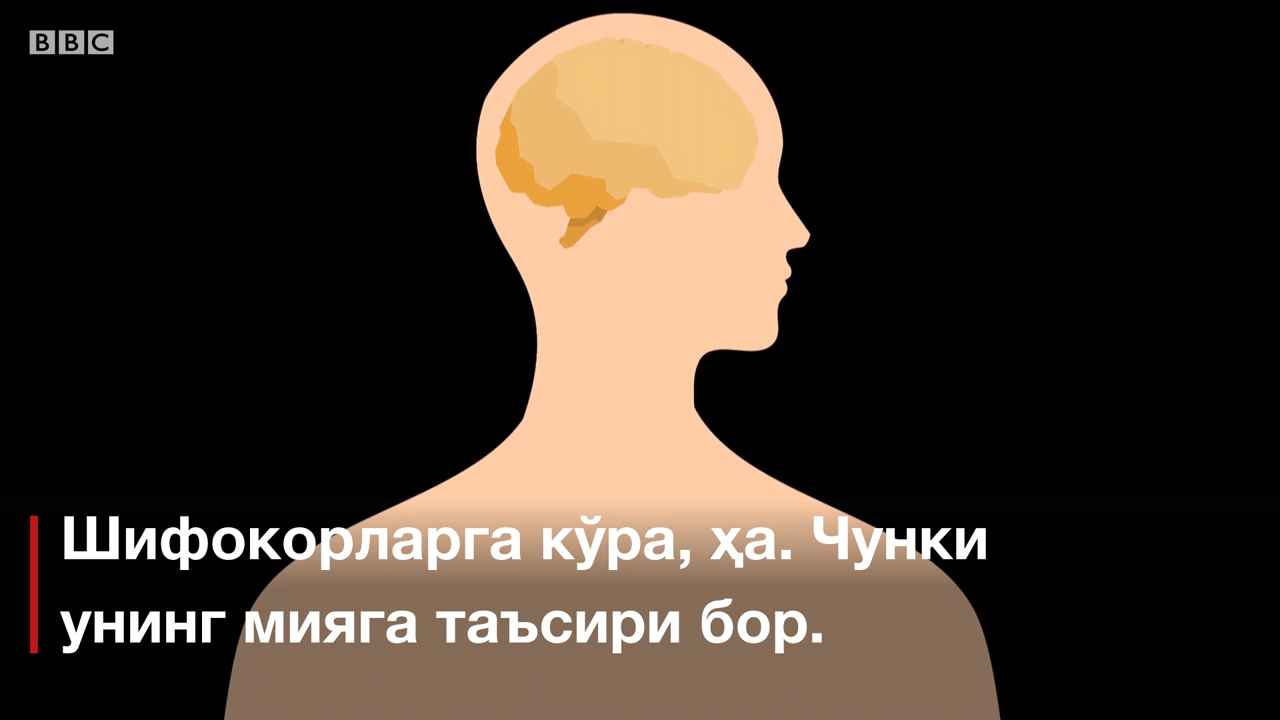 BBC
Шифокорларга кўра, ҳа. Чунки
унинг мияга таъсири бор.